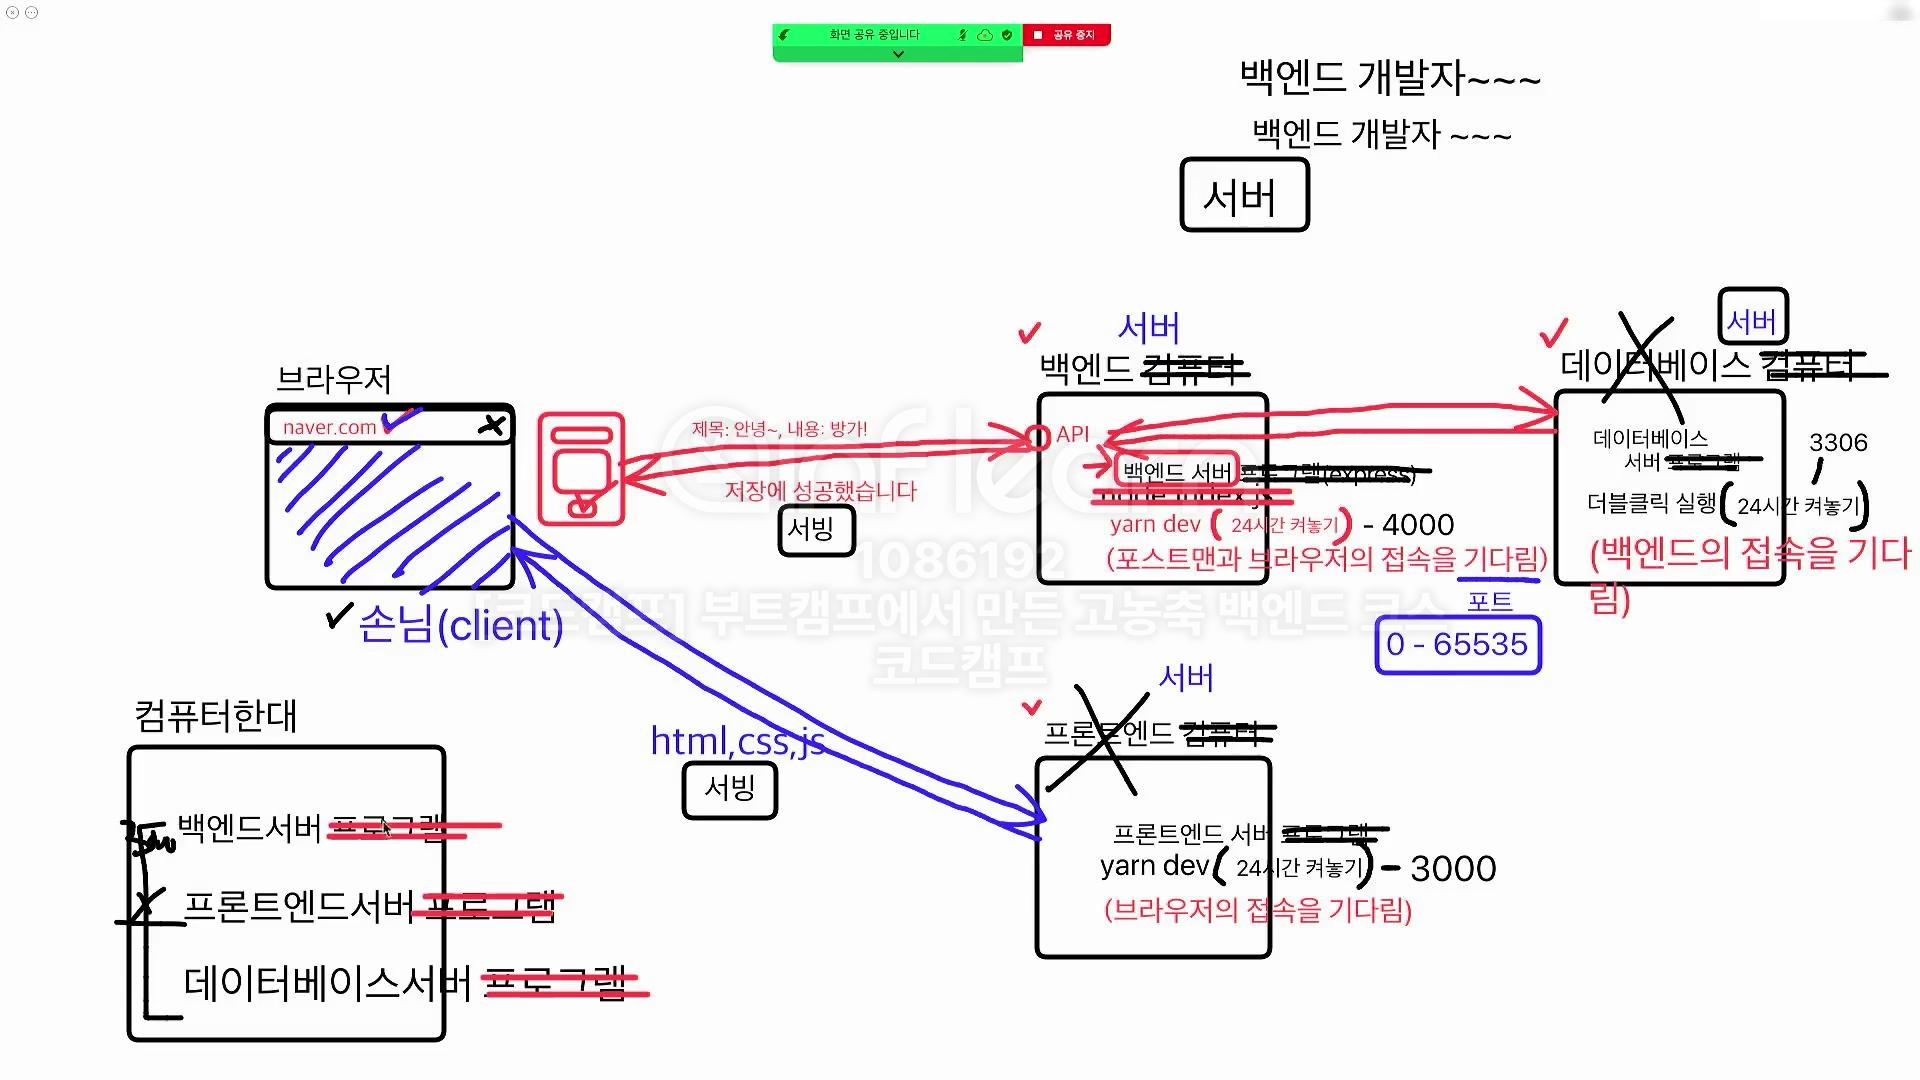 화면 공유 중입니다
공유 중지
백엔드 개발자~~~
백엔드 개발자 ~~~
서버
서버
백엔드 컴퓨터
서버
데이터베이스 컴퓨터
브라우저
naver.com
제목: 안녕~, 내용: 방가!
저장에 성공했습니다
서빙
API
백엔드 서버 프로그램(express)
node index.js
yarn dev ( 24시간 켜놓기 ) - 4000
(포스트맨과 브라우저의 접속을 기다림)
포트
0 - 65535
데이터베이스
서버 프로그램
3306
더블클릭 실행 ( 24시간 켜놓기 )
(백엔드의 접속을 기다
림)
손님(client)
Inflearn
1086192
[코드캠프] 부트캠프에서 만든 고농축 백엔드 코스
코드캠프
html,css,js
서빙
서버
프론트엔드 컴퓨터
프론트엔드 서버 프로그램
yarn dev ( 24시간 켜놓기 ) - 3000
(브라우저의 접속을 기다림)
컴퓨터한대
백엔드서버 프로그램
프론트엔드서버 프로그램
데이터베이스서버 프로그램